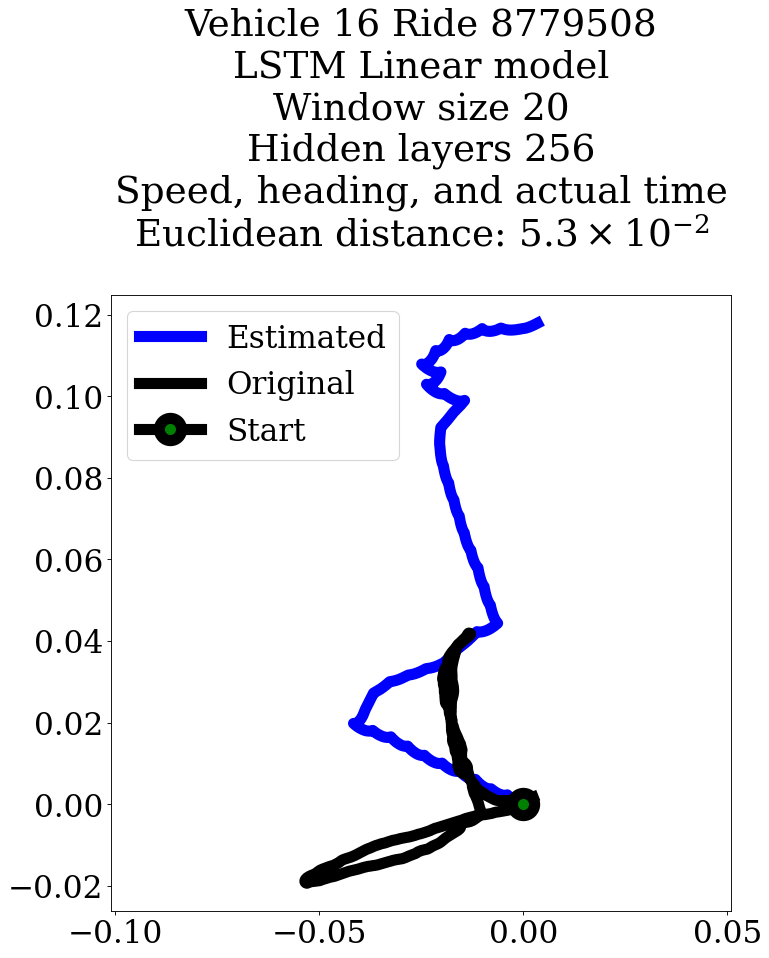 Vehicle 16 Ride 8779508
LSTM Linear model
Window size 20
Hidden layers 256
Speed, heading, and actual time
Euclidean distance: 5.3 × 10⁻²
Estimated
Original
Start
0.12
0.10
0.08
0.06
0.04
0.02
0.00
−0.02
−0.10
−0.05
0.00
0.05